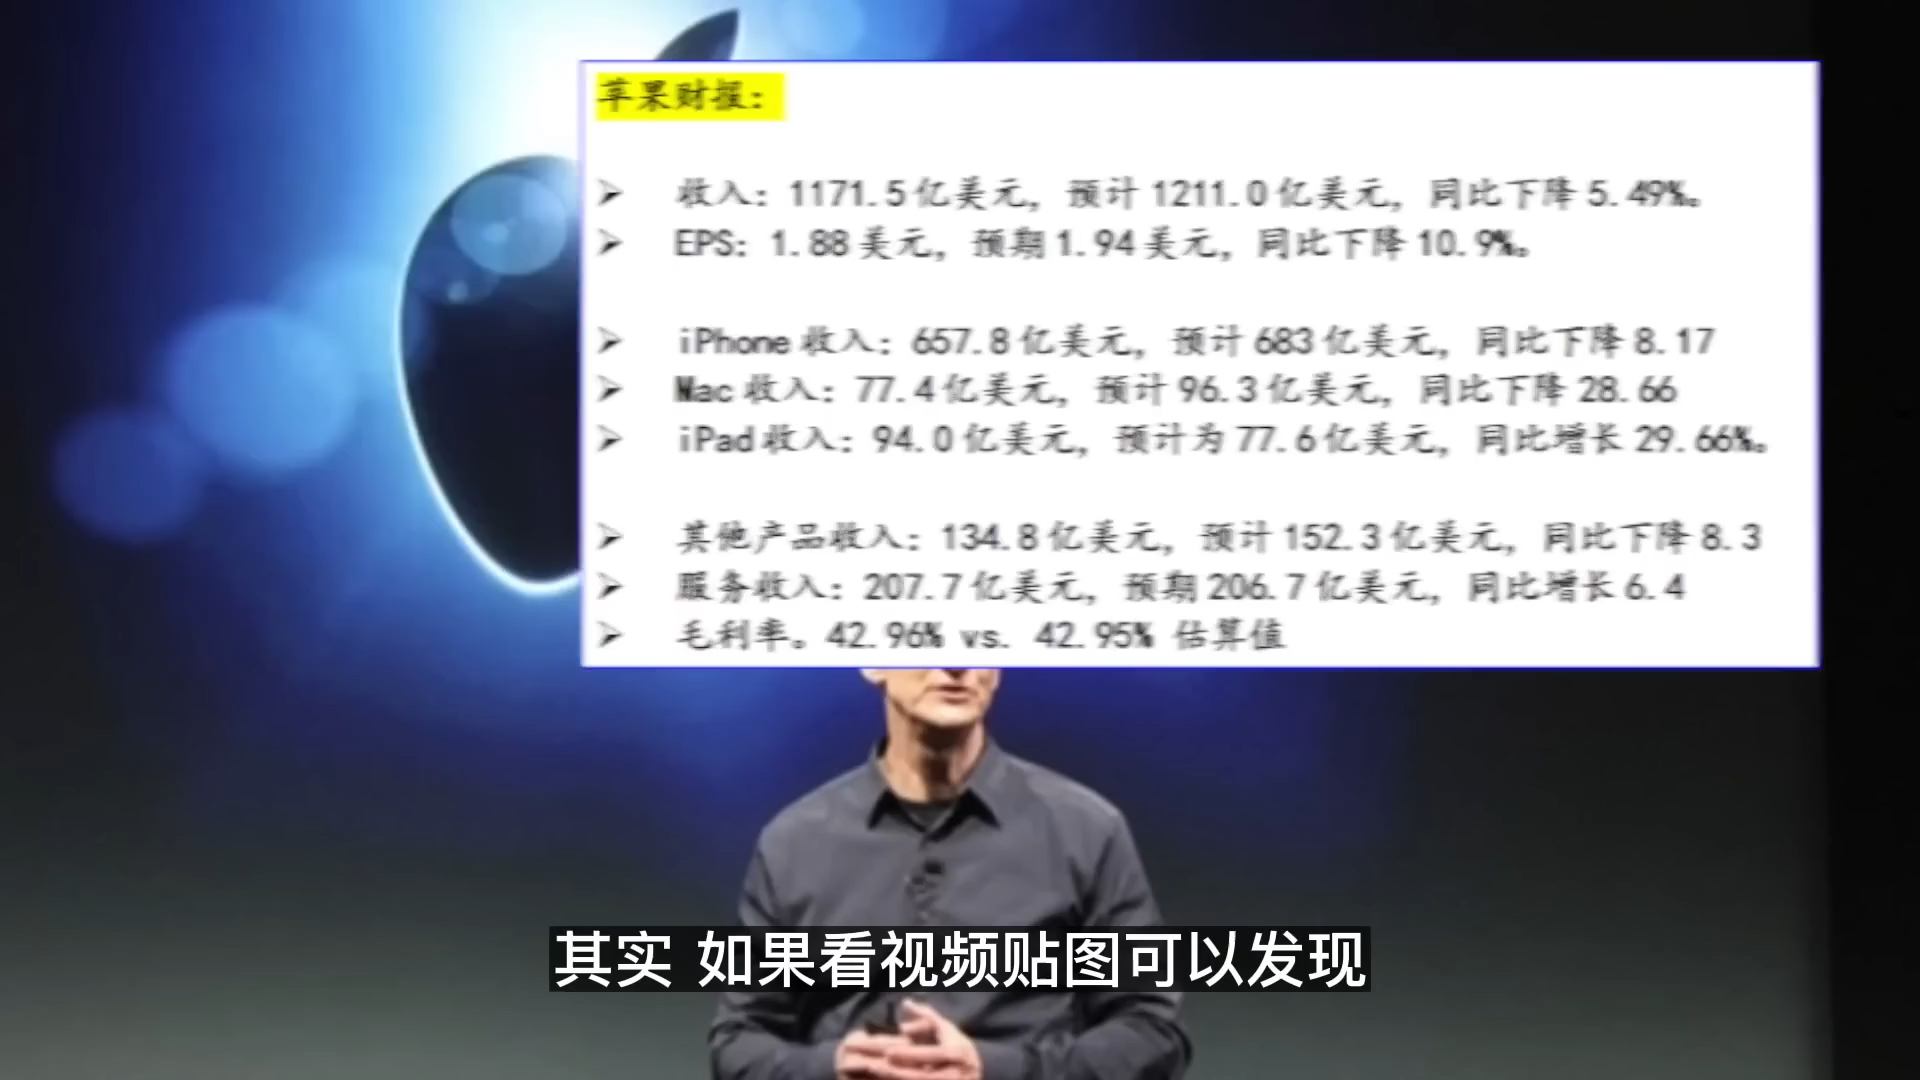 苹果财报：
➢ 收入：1171.5亿美元，预计1211.0亿美元，同比下降5.49%。
➢ EPS：1.88美元，预期1.94美元，同比下降10.9%。
➢ iPhone收入：657.8亿美元，预计683亿美元，同比下降8.17
➢ Mac收入：77.4亿美元，预计96.3亿美元，同比下降28.66
➢ iPad收入：94.0亿美元，预计为77.6亿美元，同比增长29.66%。
➢ 其他产品收入：134.8亿美元，预计152.3亿美元，同比下降8.3
➢ 服务收入：207.7亿美元，预期206.7亿美元，同比增长6.4
➢ 毛利率。42.96% vs. 42.95% 估算值
其实 如果看视频贴图可以发现